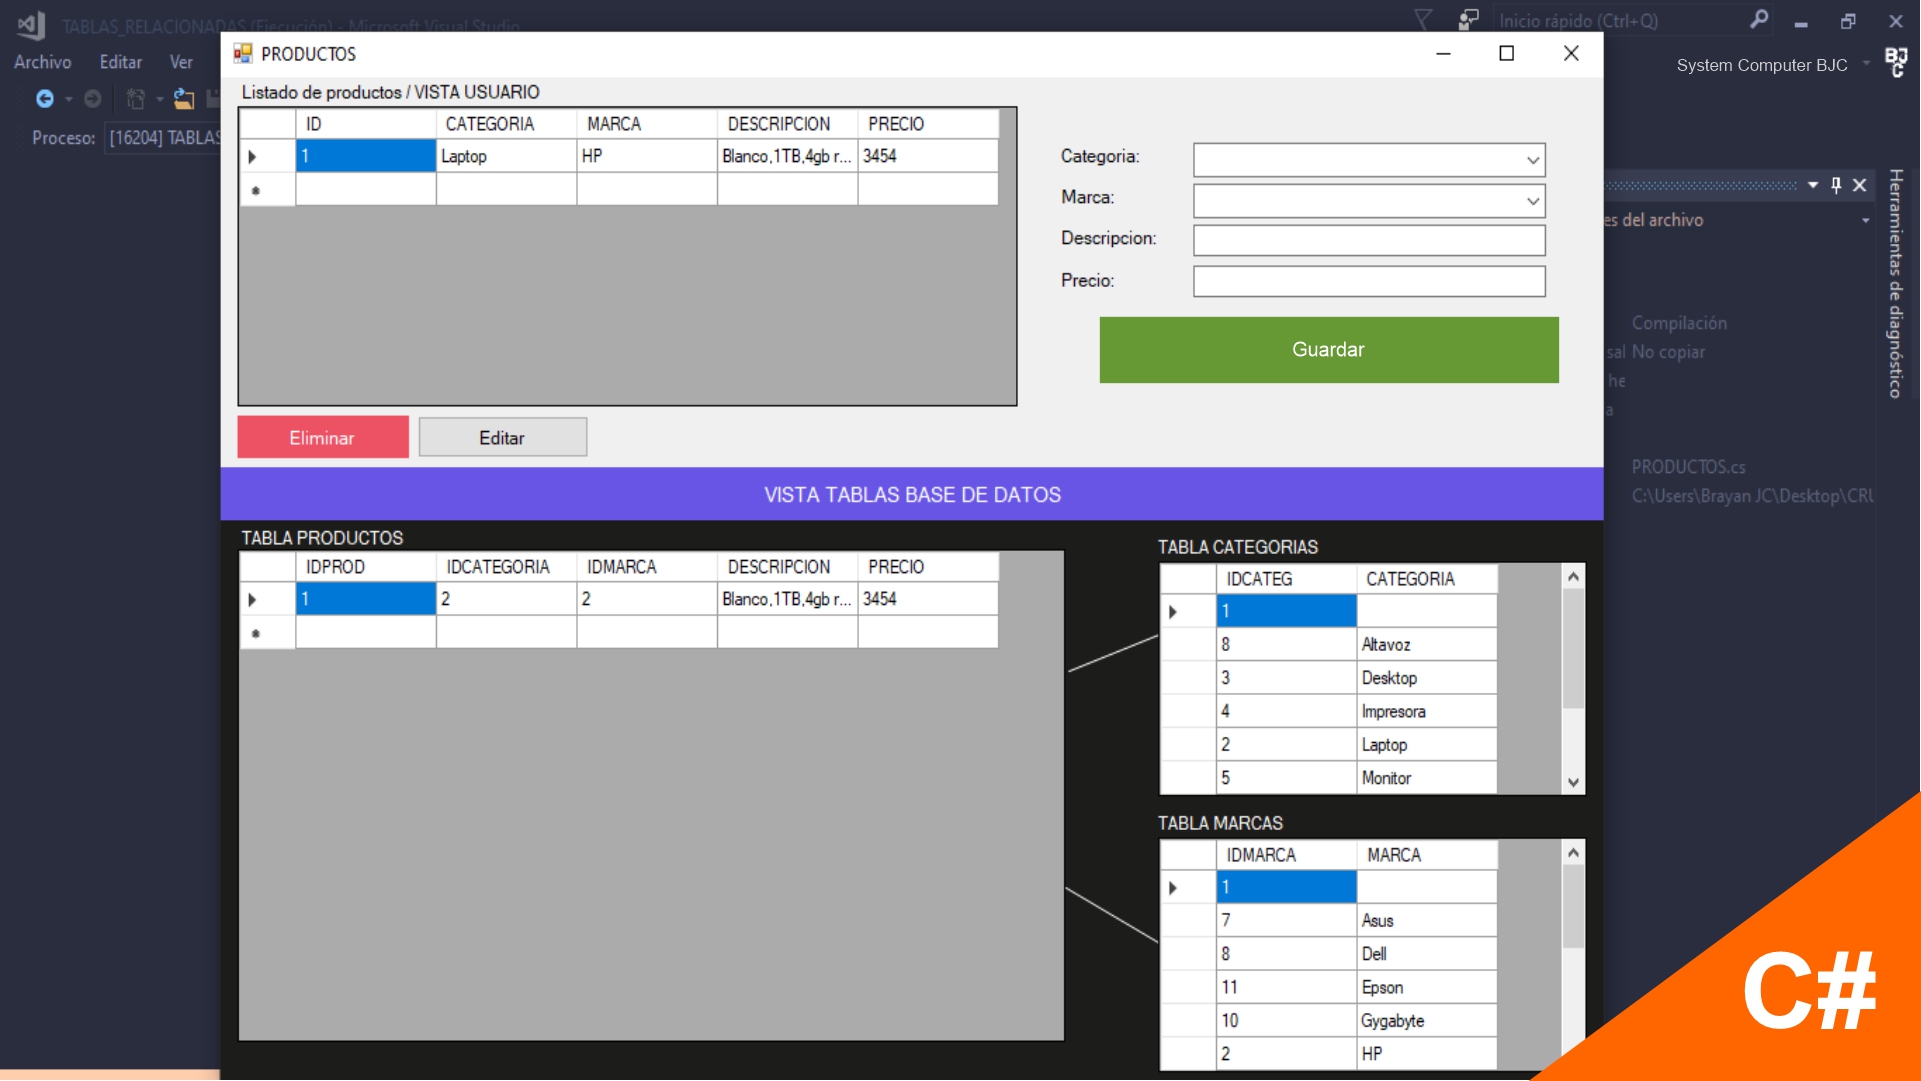 TABLAS_RELACIONADAS (Ejecución) - Microsoft Visual Studio
Inicio rápido (Ctrl+Q)
Archivo Editar Ver
System Computer BJC
BJC
Proceso: [16204] TABLAS
PRODUCTOS
Listado de productos / VISTA USUARIO
ID CATEGORIA MARCA DESCRIPCION PRECIO
1 Laptop HP Blanco,1TB,4gb r... 3454
Categoria:
Marca:
Descripcion:
Precio:
Guardar
Eliminar Editar
es del archivo
Compilación
sal No copiar
he
a
PRODUCTOS.cs
C:\Users\Brayan JC\Desktop\CRU
Herramientas de diagnóstico
VISTA TABLAS BASE DE DATOS
TABLA PRODUCTOS
IDPROD IDCATEGORIA IDMARCA DESCRIPCION PRECIO
1 2 2 Blanco,1TB,4gb r... 3454
TABLA CATEGORIAS
IDCATEG CATEGORIA
1
8 Altavoz
3 Desktop
4 Impresora
2 Laptop
5 Monitor
TABLA MARCAS
IDMARCA MARCA
1
7 Asus
8 Dell
11 Epson
10 Gygabyte
2 HP
C#